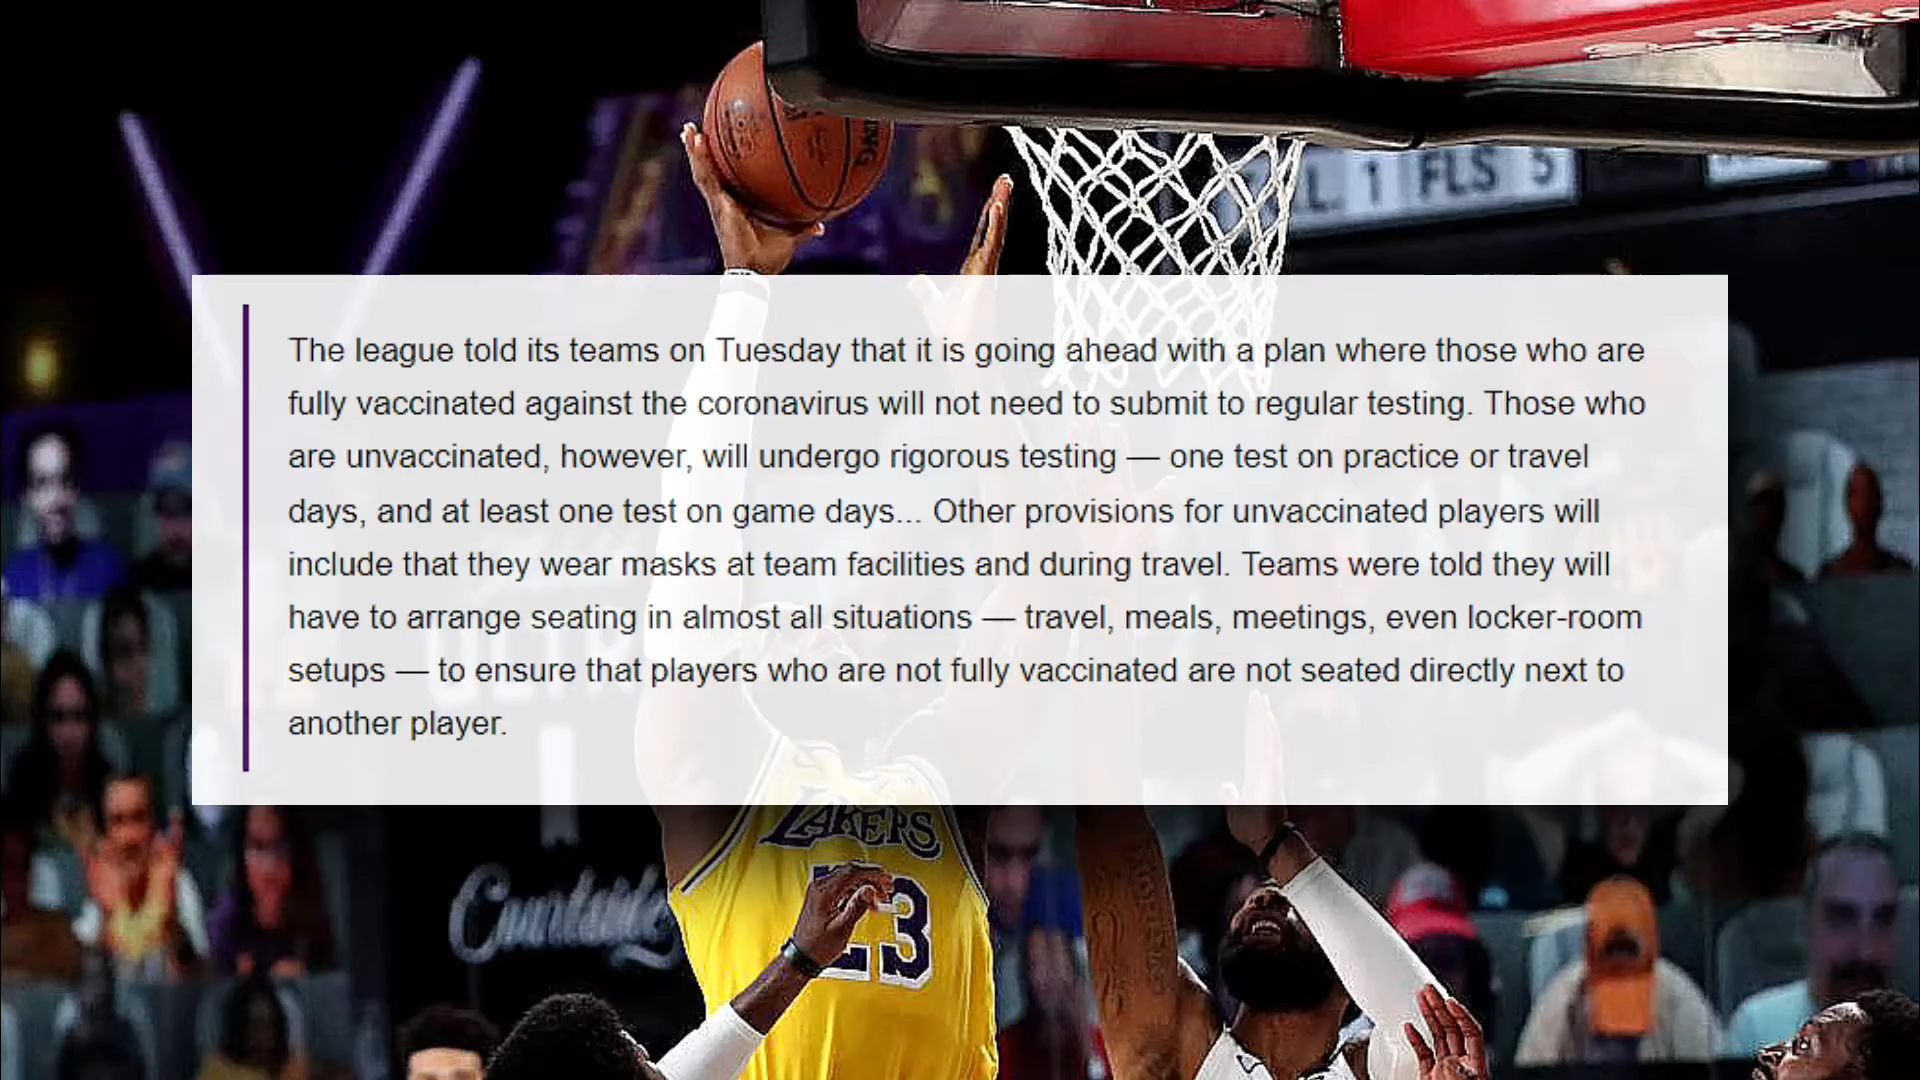 L. 1 FLS 5
The league told its teams on Tuesday that it is going ahead with a plan where those who are
fully vaccinated against the coronavirus will not need to submit to regular testing. Those who
are unvaccinated, however, will undergo rigorous testing — one test on practice or travel
days, and at least one test on game days... Other provisions for unvaccinated players will
include that they wear masks at team facilities and during travel. Teams were told they will
have to arrange seating in almost all situations — travel, meals, meetings, even locker-room
setups — to ensure that players who are not fully vaccinated are not seated directly next to
another player.
LAKERS
23